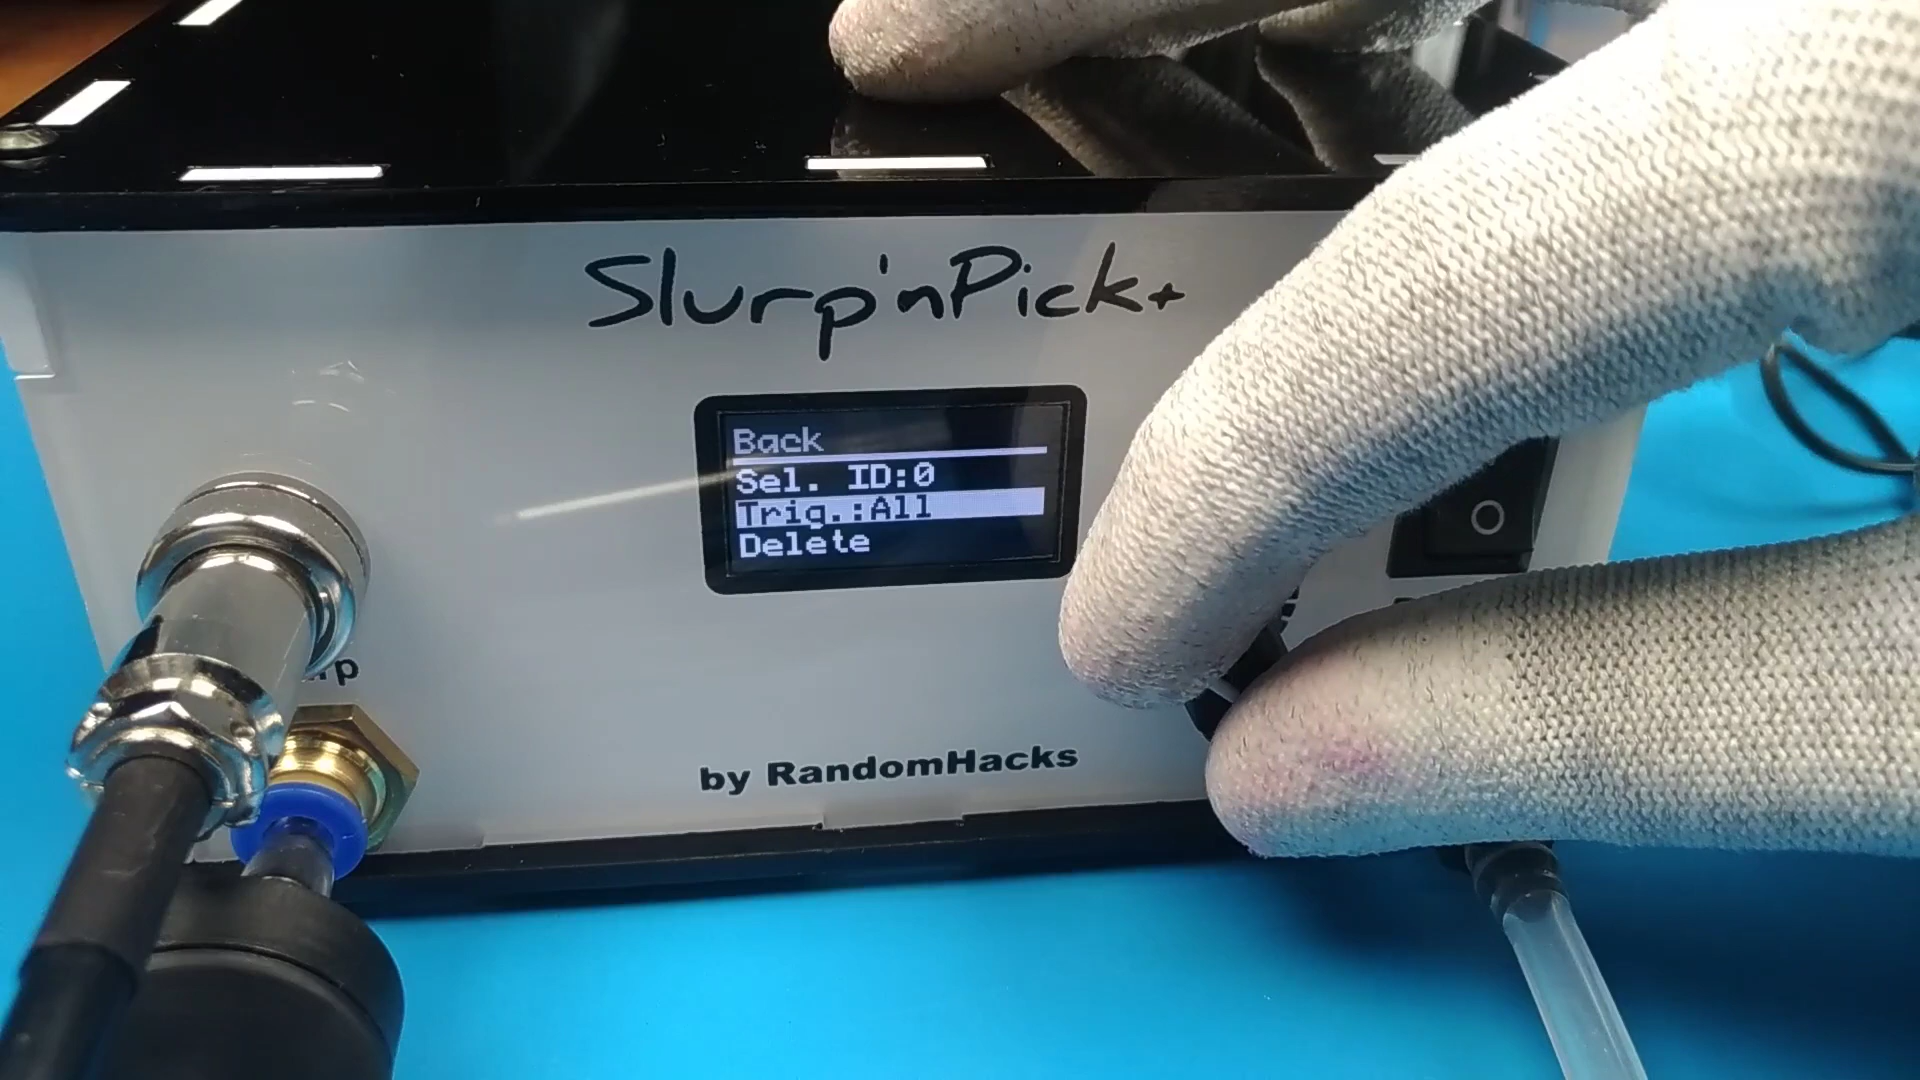 Slurp'nPick+
Back
Sel. ID:0
Trig.:All
Delete
by RandomHacks